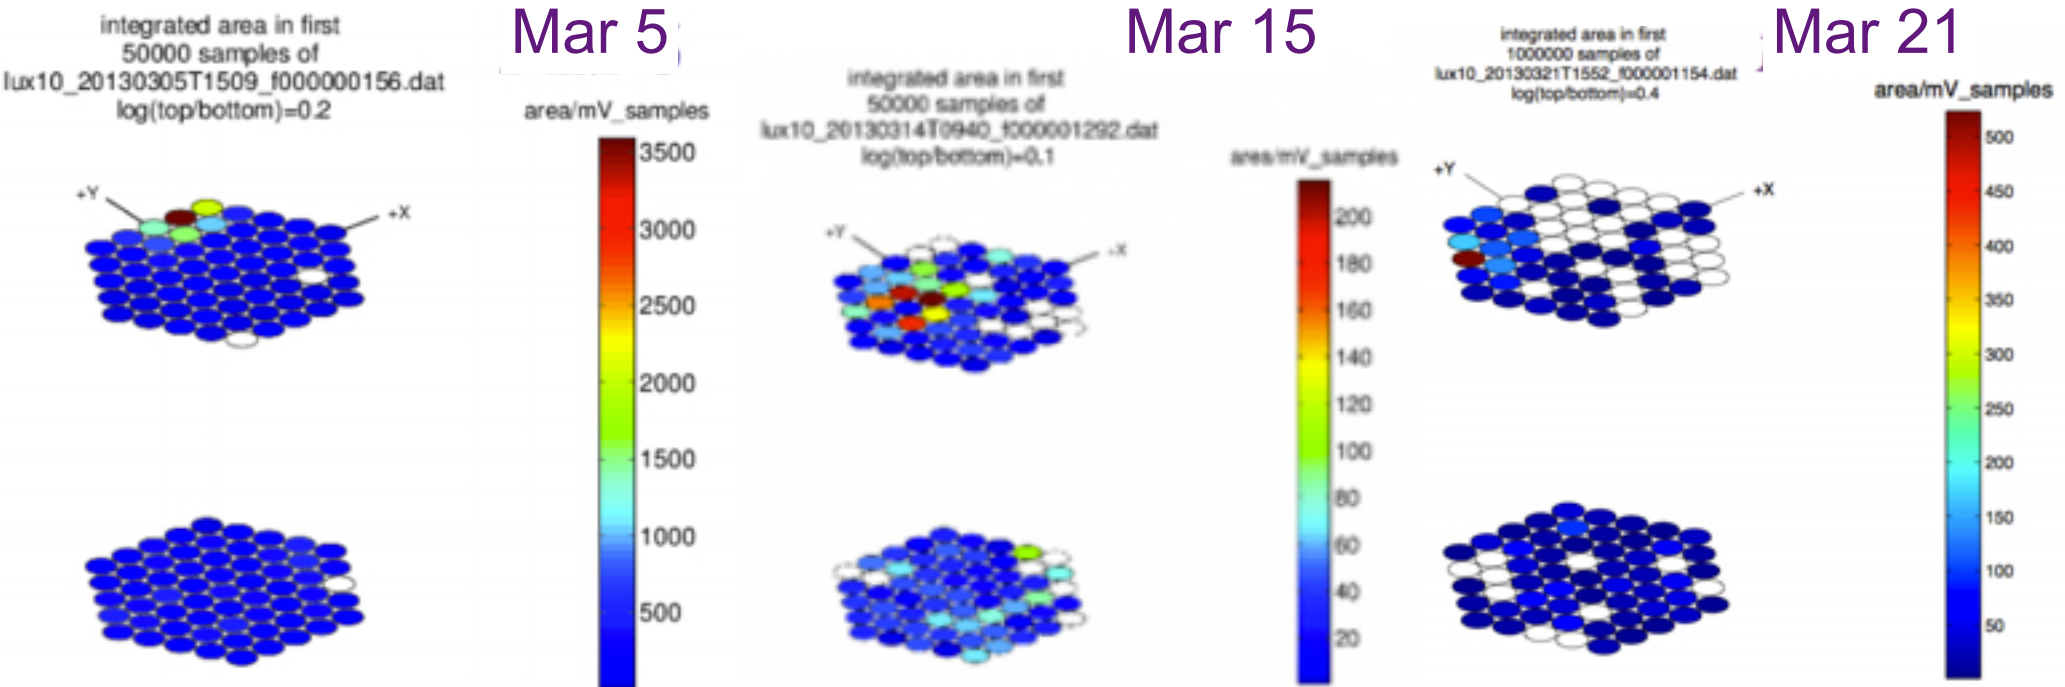 integrated area in first
50000 samples of
lux10_20130305T1509_f000000156.dat
log(top/bottom)=0.2
Mar 5
area/mV_samples
3500
3000
2500
2000
1500
1000
500
+Y
+X
Mar 15
integrated area in first
50000 samples of
lux10_20130314T0940_f000001292.dat
log(top/bottom)=0.1
area/mV_samples
200
180
160
140
120
100
80
60
40
20
+Y
+X
integrated area in first
1000000 samples of
lux10_20130321T1552_f000001154.dat
log(top/bottom)=0.4
Mar 21
area/mV_samples
500
450
400
350
300
250
200
150
100
50
+Y
+X